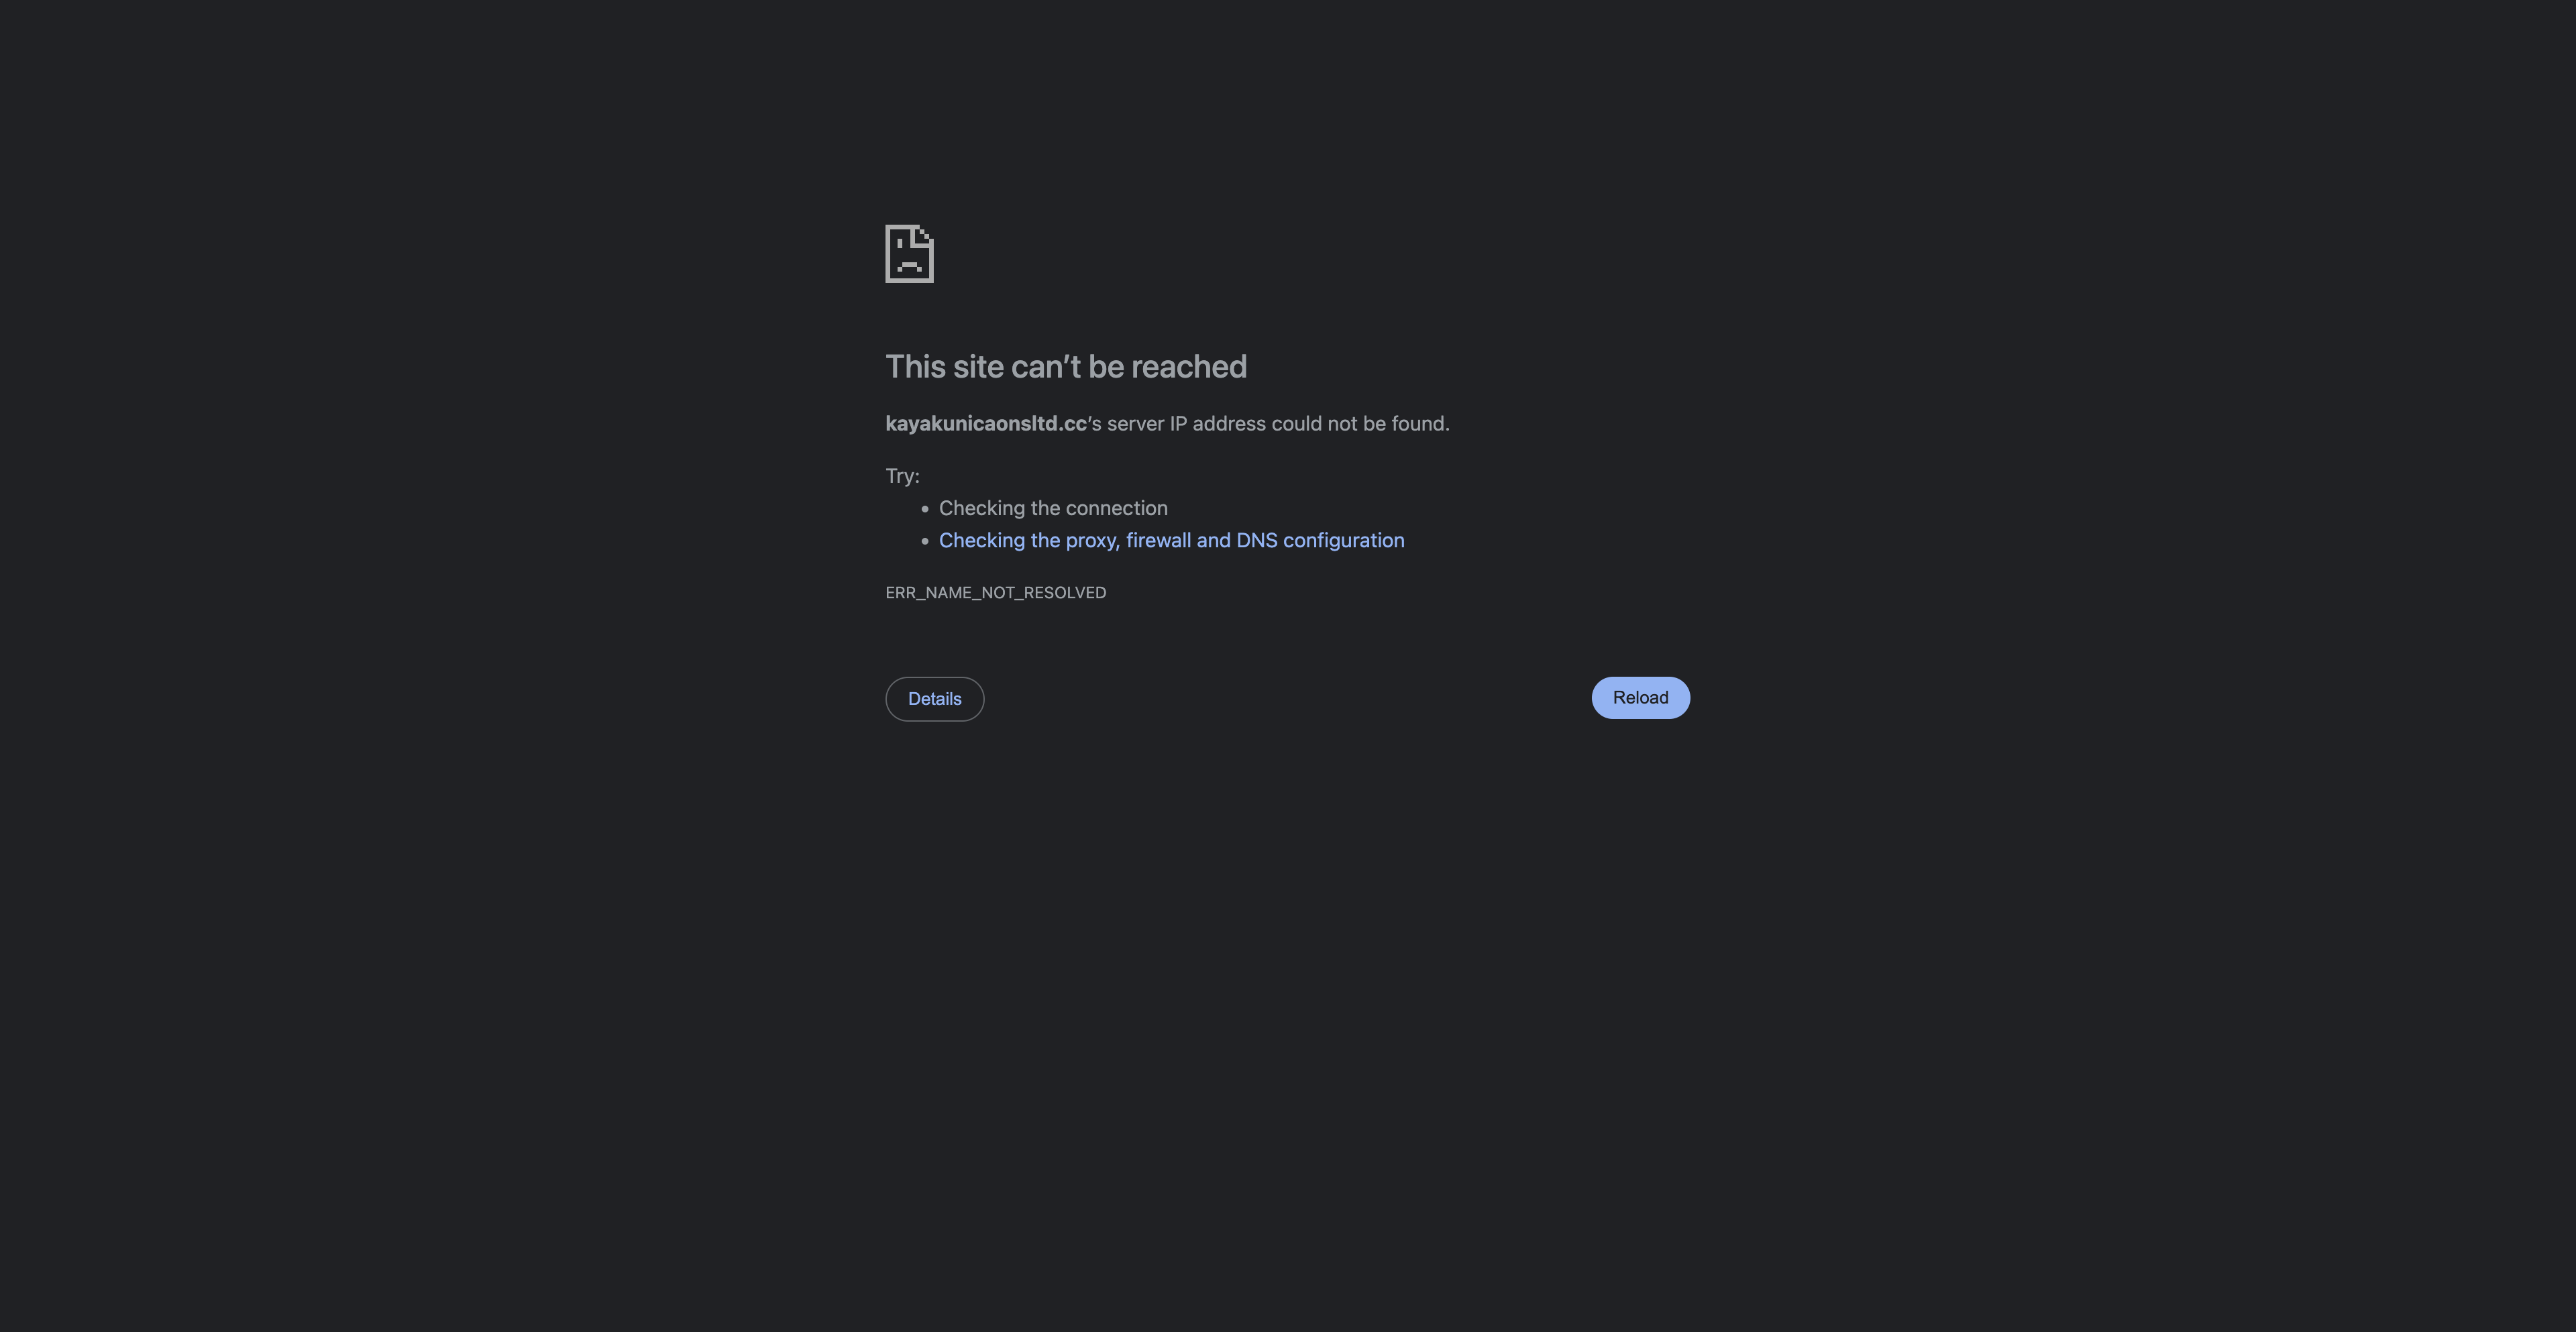 This site can’t be reached
kayakunicaonsltd.cc’s server IP address could not be found.
Try:
• Checking the connection
• Checking the proxy, firewall and DNS configuration
ERR_NAME_NOT_RESOLVED
Details
Reload